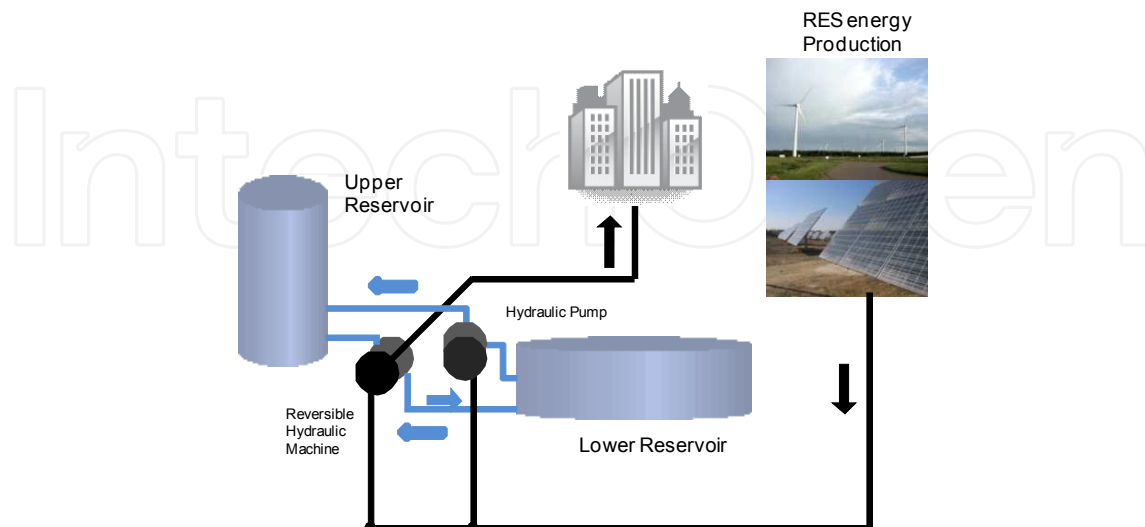 RES energy
Production
IntechOpen
Upper
Reservoir
Hydraulic Pump
Reversible
Hydraulic
Machine
Lower Reservoir